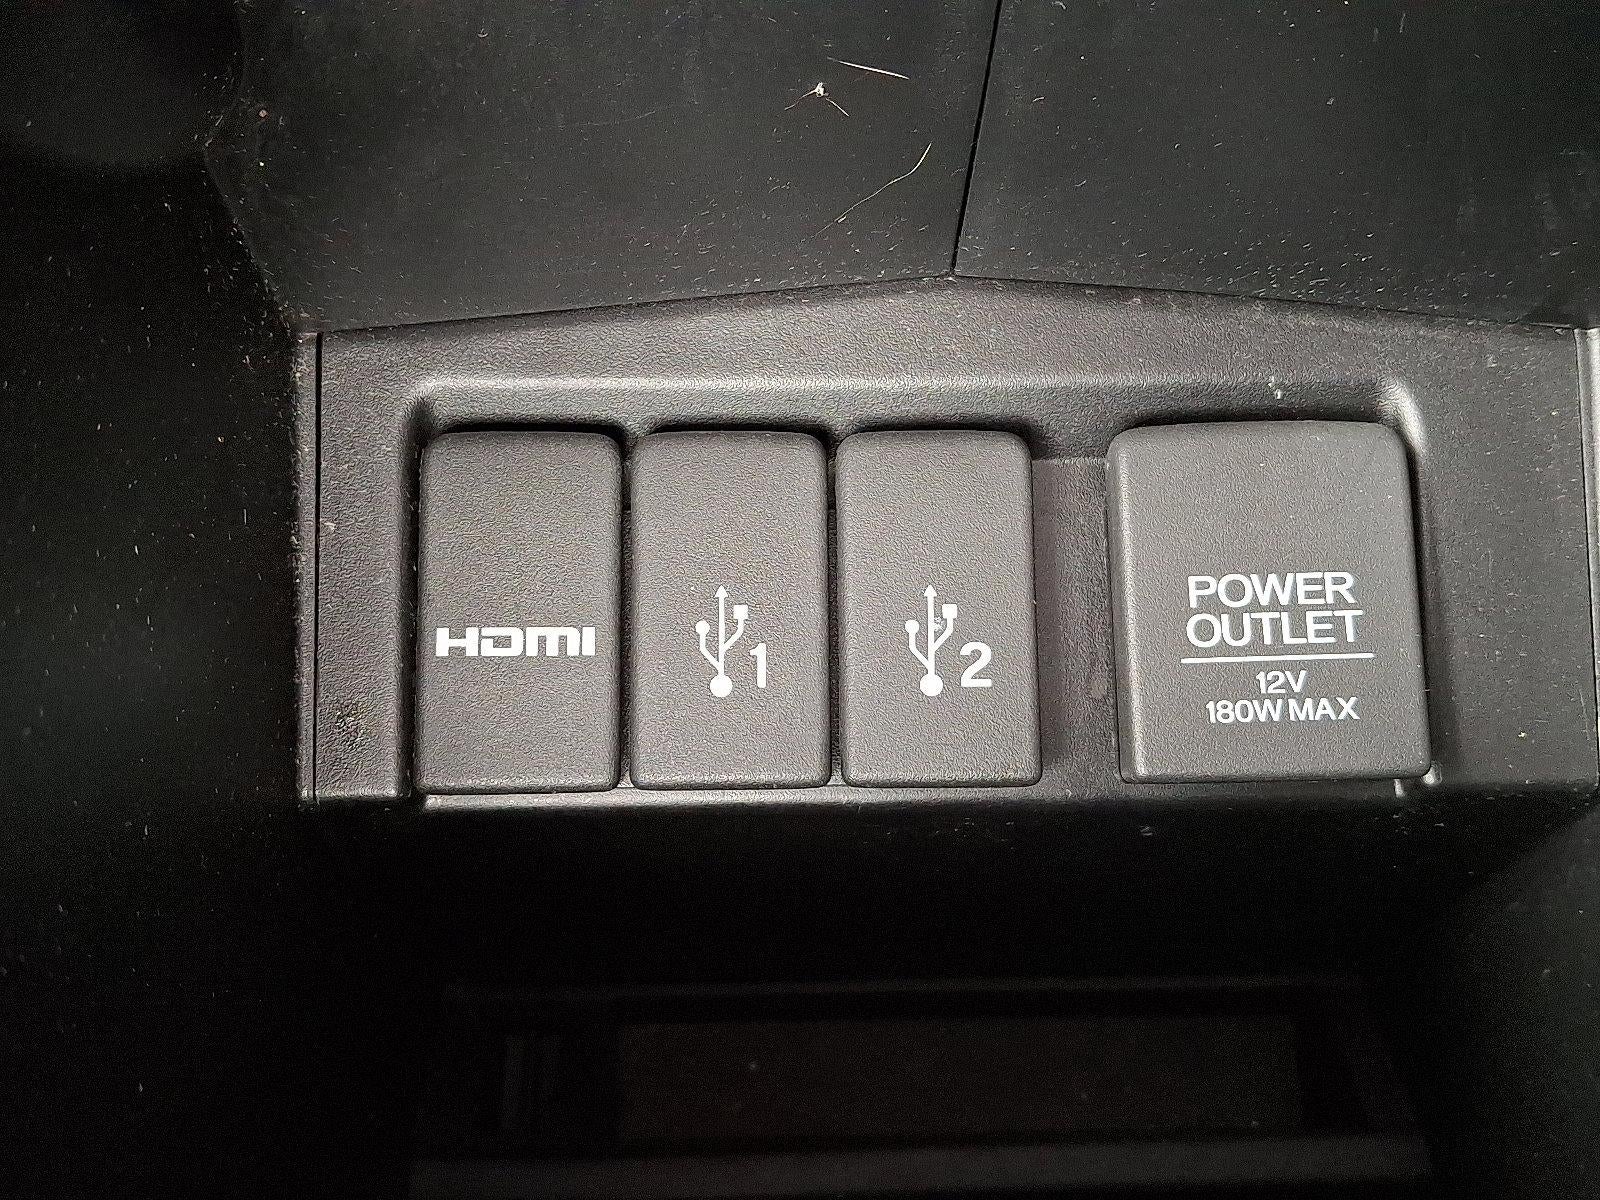 HDMI
1
2
POWER
OUTLET
12V
180W MAX